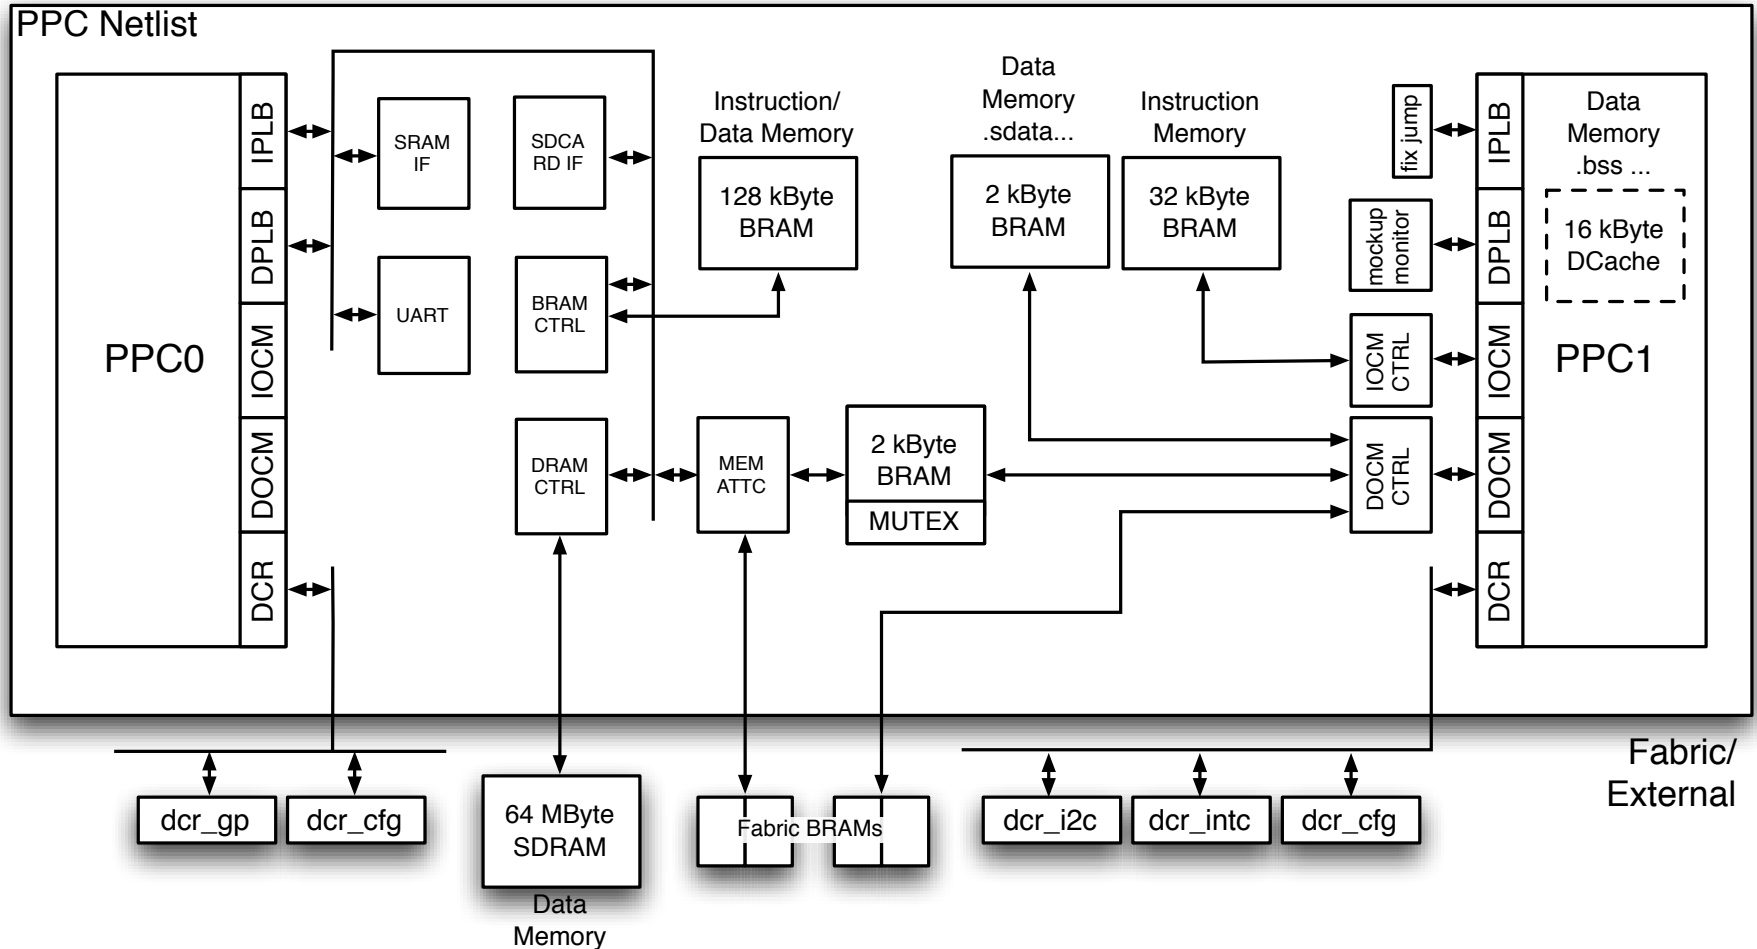 PPC Netlist
PPC0
IPLB
DPLB
IOCM
DOCM
DCR
SRAM
IF
UART
SDCA
RD IF
BRAM
CTRL
DRAM
CTRL
Instruction/
Data Memory
128 kByte
BRAM
MEM
ATTC
2 kByte
BRAM
MUTEX
Data
Memory
.sdata...
2 kByte
BRAM
Instruction
Memory
32 kByte
BRAM
fix jump
mockup
monitor
IOCM
CTRL
DOCM
CTRL
IPLB
DPLB
IOCM
DOCM
DCR
Data
Memory
.bss ...
16 kByte
DCache
PPC1
Fabric/
External
dcr_gp
dcr_cfg
64 MByte
SDRAM
Data
Memory
Fabric BRAMs
dcr_i2c
dcr_intc
dcr_cfg